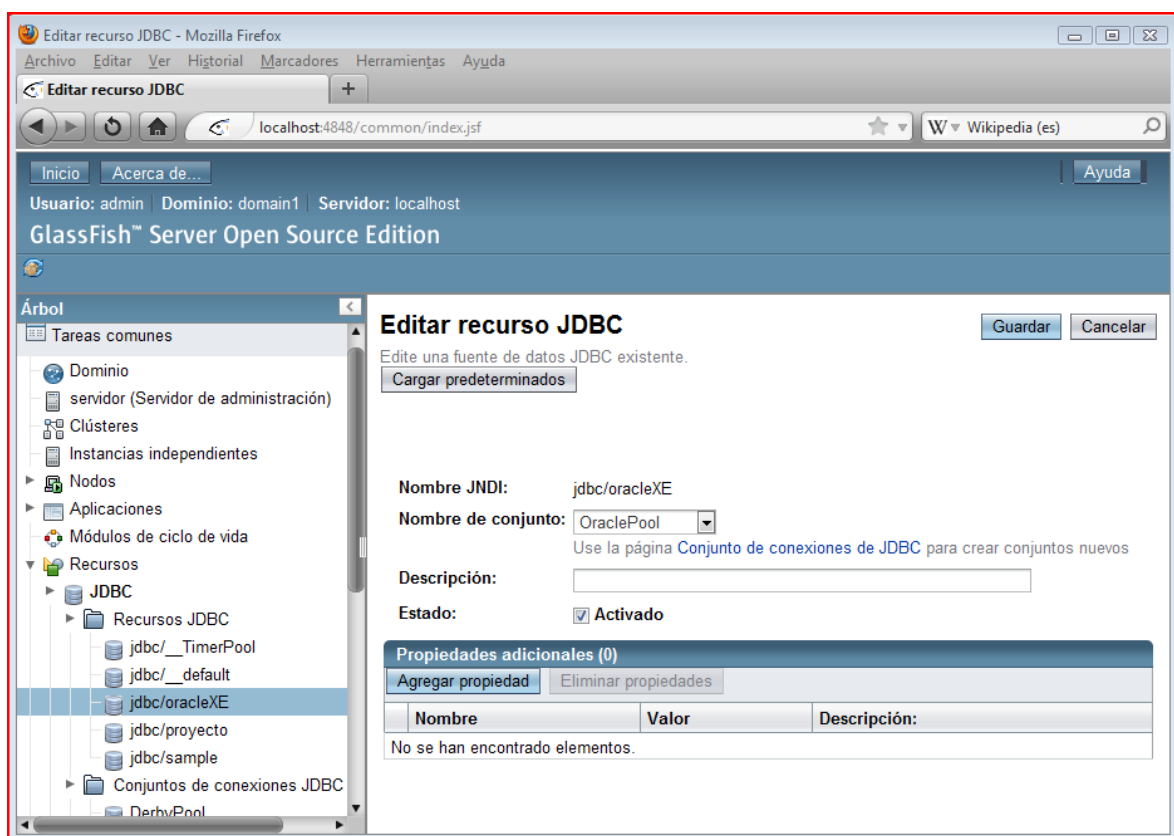 Editar recurso JDBC - Mozilla Firefox
Archivo Editar Ver Historial Marcadores Herramientas Ayuda
Editar recurso JDBC
localhost:4848/common/index.jsf
W Wikipedia (es)
Inicio Acerca de... Ayuda
Usuario: admin Dominio: domain1 Servidor: localhost
GlassFish™ Server Open Source Edition
Árbol
Tareas comunes
Dominio
servidor (Servidor de administración)
Clústeres
Instancias independientes
Nodos
Aplicaciones
Módulos de ciclo de vida
Recursos
JDBC
Recursos JDBC
jdbc/__TimerPool
jdbc/__default
jdbc/oracleXE
jdbc/proyecto
jdbc/sample
Conjuntos de conexiones JDBC
DerbyPool
Editar recurso JDBC
Guardar Cancelar
Edite una fuente de datos JDBC existente.
Cargar predeterminados
Nombre JNDI: jdbc/oracleXE
Nombre de conjunto: OraclePool
Use la página Conjunto de conexiones de JDBC para crear conjuntos nuevos
Descripción:
Estado: Activado
Propiedades adicionales (0)
Agregar propiedad Eliminar propiedades
Nombre Valor Descripción:
No se han encontrado elementos.